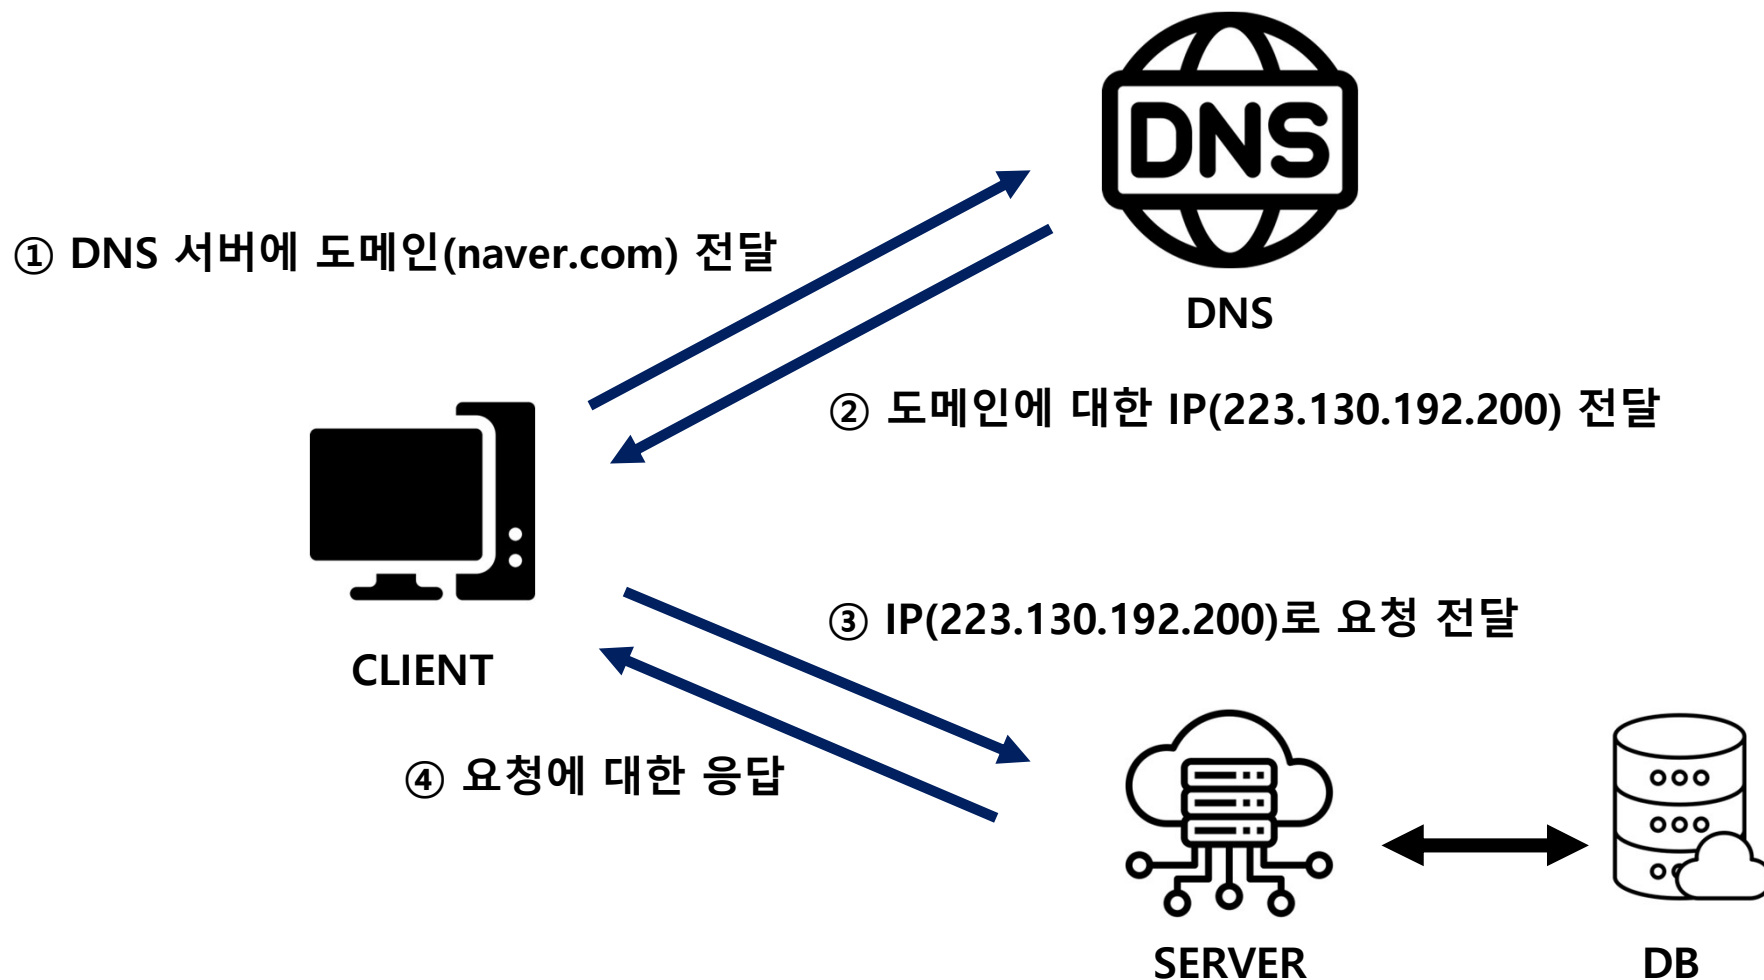 DNS
① DNS 서버에 도메인(naver.com) 전달
DNS
② 도메인에 대한 IP(223.130.192.200) 전달
③ IP(223.130.192.200)로 요청 전달
CLIENT
④ 요청에 대한 응답
SERVER
DB